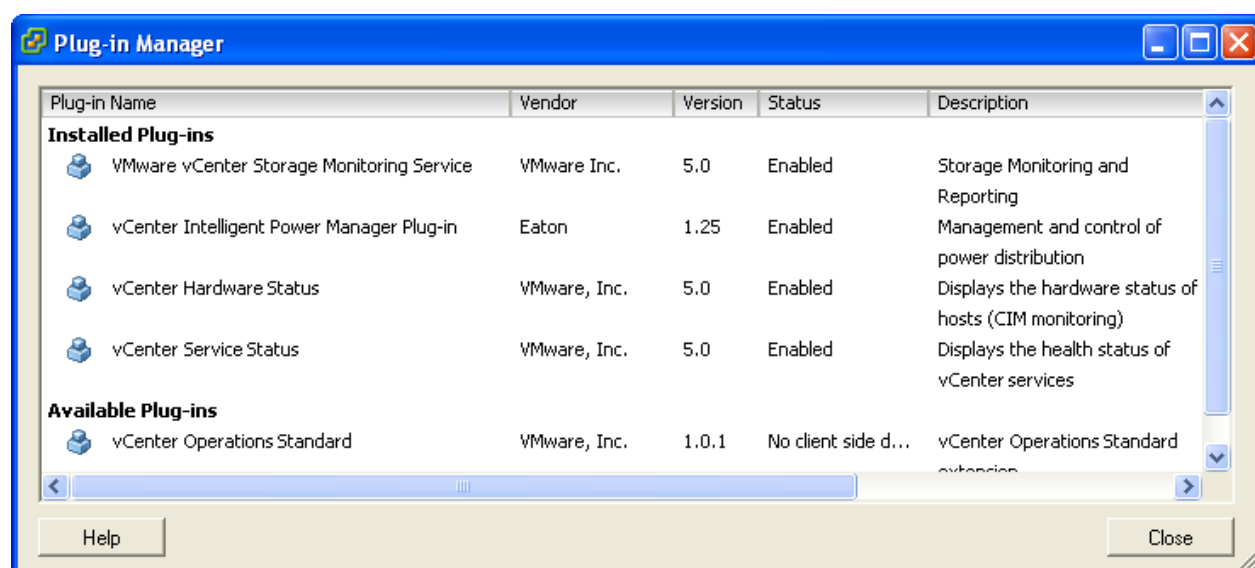 Plug-in Manager
Plug-in Name Vendor Version Status Description
Installed Plug-ins
VMware vCenter Storage Monitoring Service VMware Inc. 5.0 Enabled Storage Monitoring and
Reporting
vCenter Intelligent Power Manager Plug-in Eaton 1.25 Enabled Management and control of
power distribution
vCenter Hardware Status VMware, Inc. 5.0 Enabled Displays the hardware status of
hosts (CIM monitoring)
vCenter Service Status VMware, Inc. 5.0 Enabled Displays the health status of
vCenter services
Available Plug-ins
vCenter Operations Standard VMware, Inc. 1.0.1 No client side d... vCenter Operations Standard
extension
Help Close